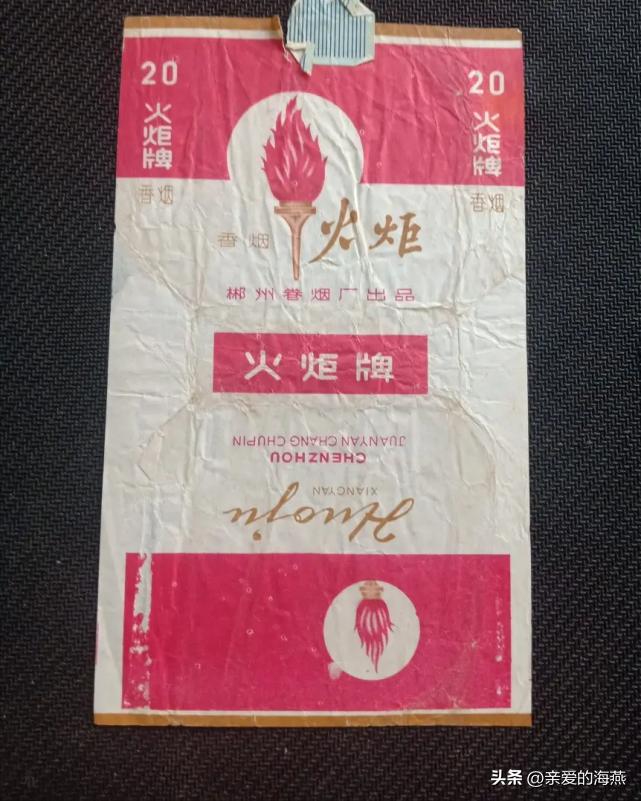 20
火炬牌
香烟
20
火炬牌
香烟
香烟 火炬
郴州卷烟厂出品
火炬牌
JUANYAN CHANG CHUPIN
CHENZHOU
XIANGYAN
Huoju
头条 @亲爱的海燕